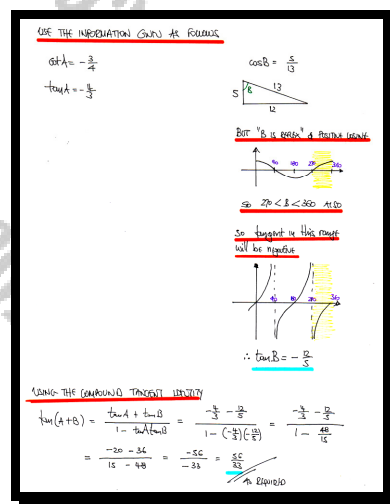 USE THE INFORMATION GIVEN AS FOLLOWS
cotA = -3/4
tanA = -4/3
cosB = 5/13
5 B 13
12
BUT "B IS REFLEX" & POSITIVE COSINE
90 180 270 360
so 270 < B < 360 ALSO
so tangent in this range
will be negative
90 180 270 360
∴ tanB = -12/5
USING THE COMPOUND TANGENT IDENTITY
tan(A+B) = (tanA + tanB)/(1 - tanAtanB) = (-4/3 - 12/5)/(1 - (-4/3)(-12/5)) = (-4/3 - 12/5)/(1 - 48/15)
= (-20 - 36)/(15 - 48) = -56/-33 = 56/33
AS REQUIRED